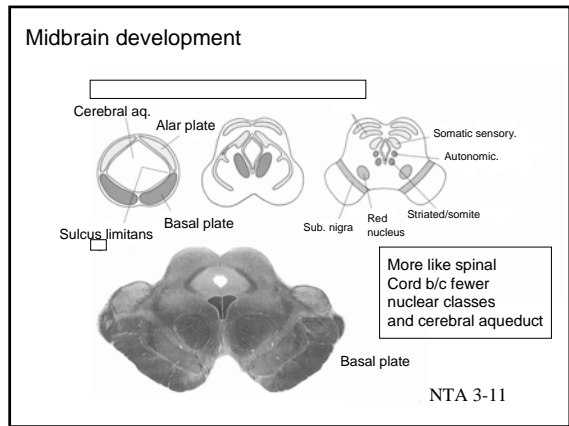 Midbrain development
Cerebral aq.
Alar plate
Somatic sensory.
Autonomic.
Striated/somite
Basal plate
Sulcus limitans
Sub. nigra
Red
nucleus
More like spinal
Cord b/c fewer
nuclear classes
and cerebral aqueduct
Basal plate
NTA 3-11